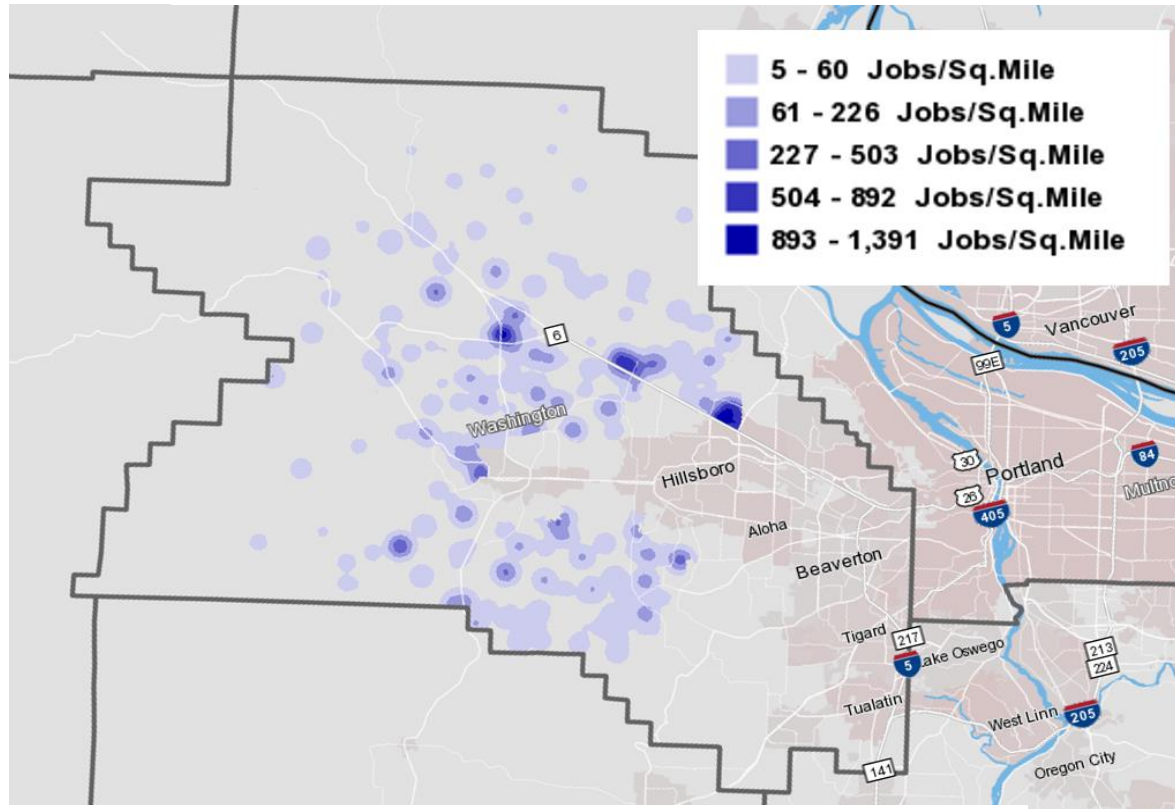 5 - 60 Jobs/Sq.Mile
61 - 226 Jobs/Sq.Mile
227 - 503 Jobs/Sq.Mile
504 - 892 Jobs/Sq.Mile
893 - 1,391 Jobs/Sq.Mile
5
Vancouver
6
99E
205
Washington
84
30
Portland
Hillsboro
Multno
26
405
Aloha
Beaverton
Tigard
217
5
Lake Oswego
213
224
Tualatin
West Linn
205
141
Oregon City